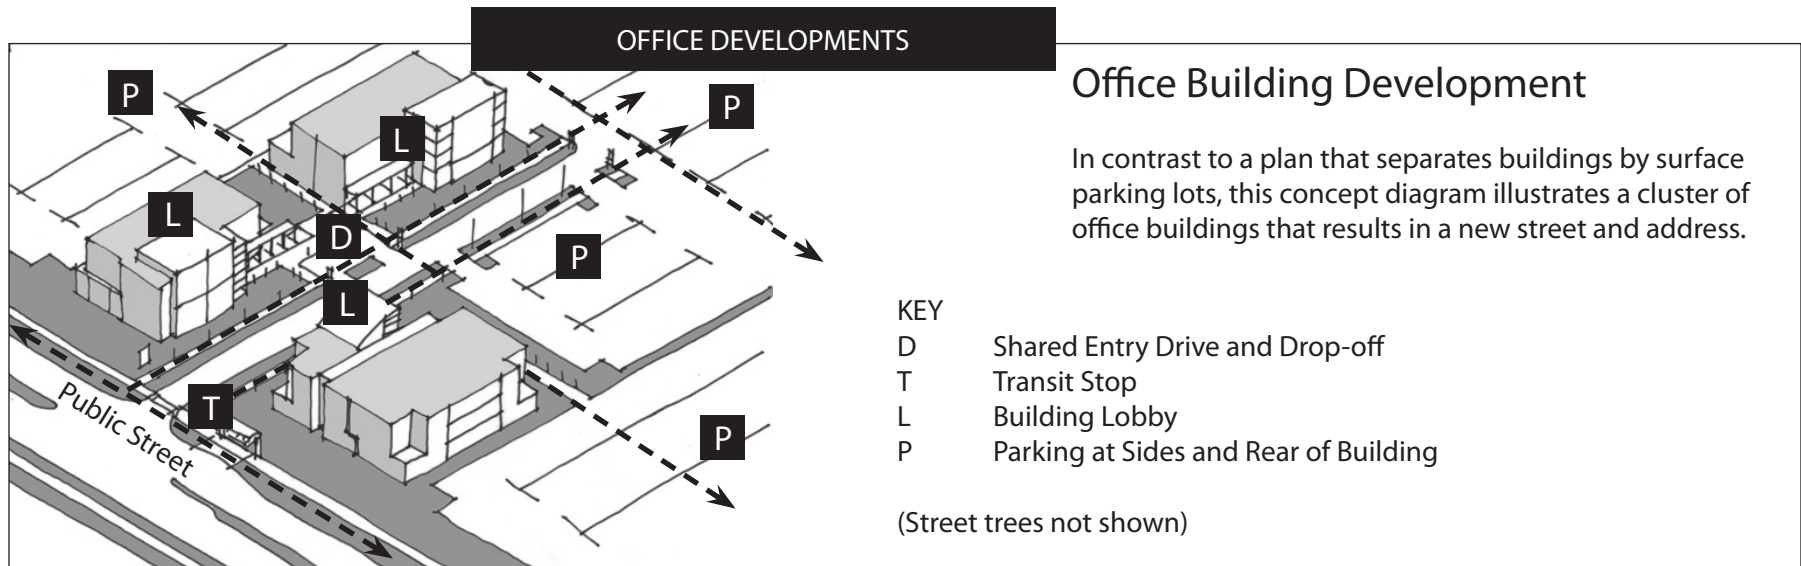 OFFICE DEVELOPMENTS
Office Building Development
In contrast to a plan that separates buildings by surface
parking lots, this concept diagram illustrates a cluster of
office buildings that results in a new street and address.
KEY
D Shared Entry Drive and Drop-off
T Transit Stop
L Building Lobby
P Parking at Sides and Rear of Building
(Street trees not shown)
P
L
P
L
D
P
L
T
P
Public Street